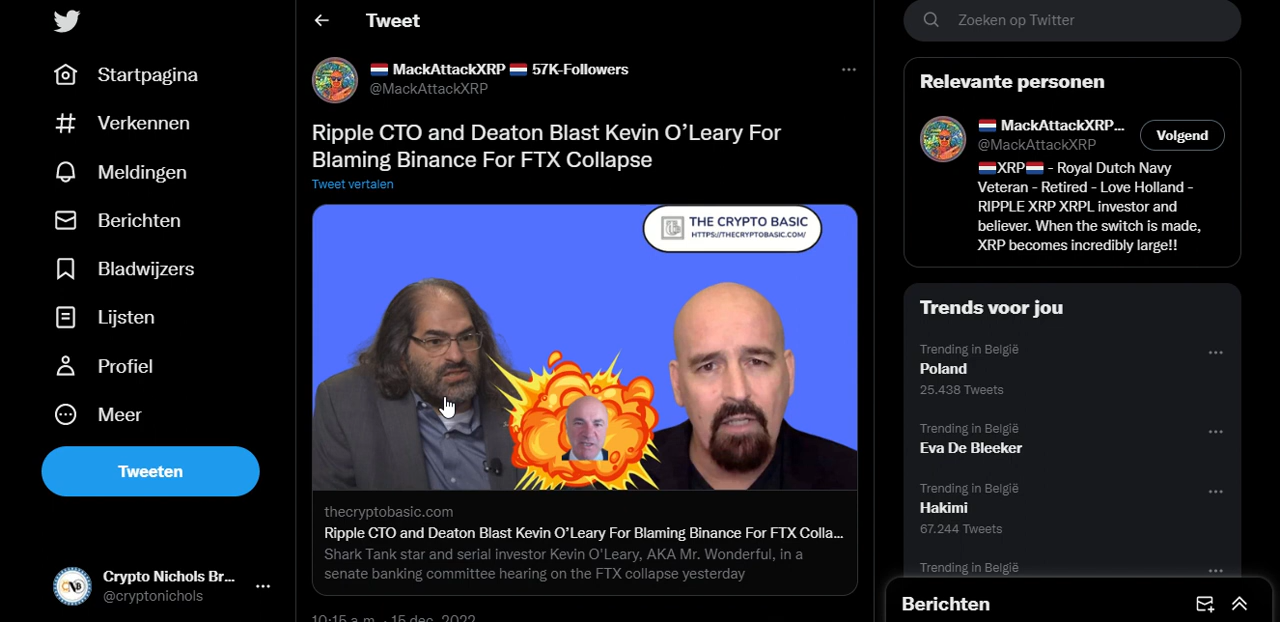 Startpagina
Verkennen
Meldingen
Berichten
Bladwijzers
Lijsten
Profiel
Meer
Tweeten
Crypto Nichols Br...
@cryptonichols
Tweet
MackAttackXRP 57K-Followers
@MackAttackXRP
Ripple CTO and Deaton Blast Kevin O’Leary For
Blaming Binance For FTX Collapse
Tweet vertalen
THE CRYPTO BASIC
HTTPS://THECRYPTOBASIC.COM/
thecryptobasic.com
Ripple CTO and Deaton Blast Kevin O’Leary For Blaming Binance For FTX Colla...
Shark Tank star and serial investor Kevin O'Leary, AKA Mr. Wonderful, in a
senate banking committee hearing on the FTX collapse yesterday
10:15 a.m. · 15 dec. 2022
Zoeken op Twitter
Relevante personen
MackAttackXRP...
@MackAttackXRP
Volgend
XRP - Royal Dutch Navy
Veteran - Retired - Love Holland -
RIPPLE XRP XRPL investor and
believer. When the switch is made,
XRP becomes incredibly large!!
Trends voor jou
Trending in België
Poland
25.438 Tweets
Trending in België
Eva De Bleeker
Trending in België
Hakimi
67.244 Tweets
Trending in België
Berichten